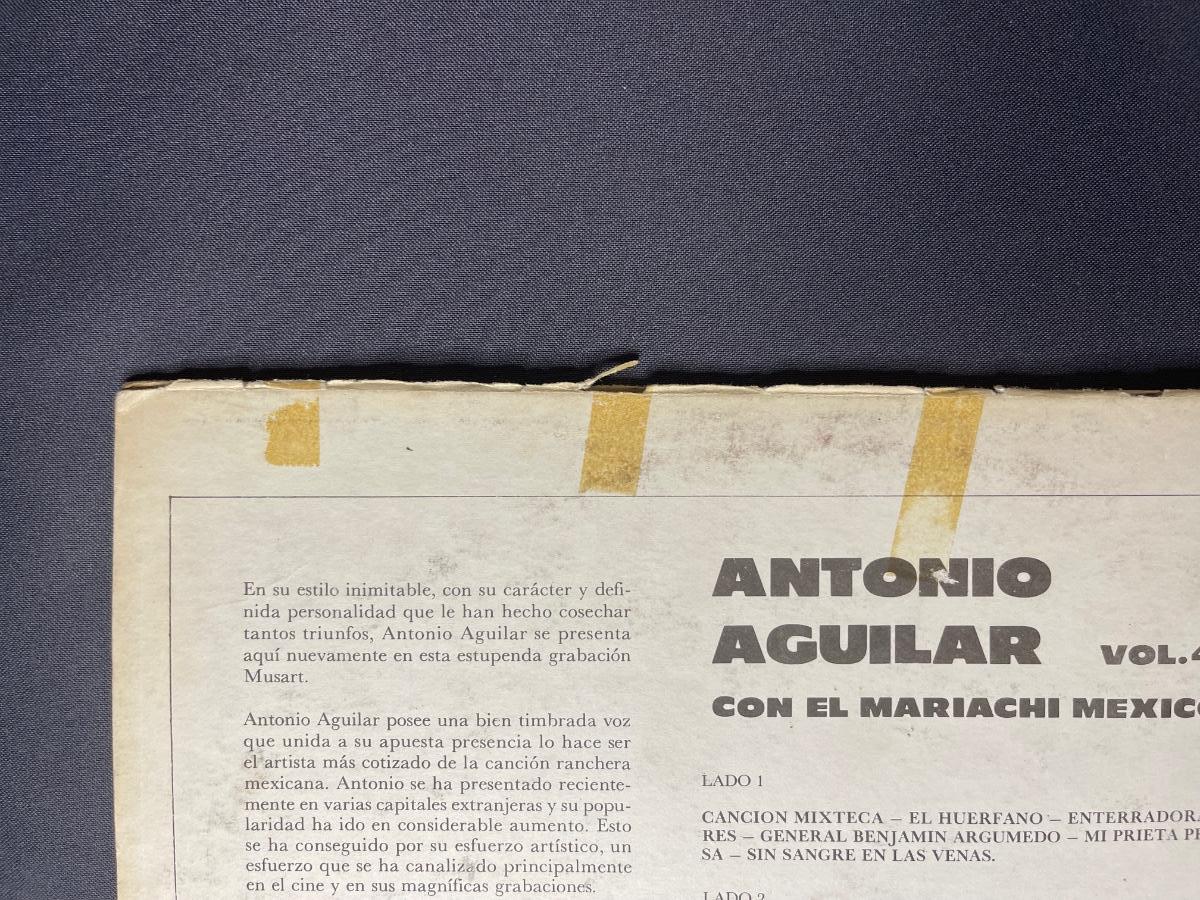 En su estilo inimitable, con su carácter y defi-
nida personalidad que le han hecho cosechar
tantos triunfos, Antonio Aguilar se presenta
aquí nuevamente en esta estupenda grabación
Musart.
Antonio Aguilar posee una bien timbrada voz
que unida a su apuesta presencia lo hace ser
el artista más cotizado de la canción ranchera
mexicana. Antonio se ha presentado reciente-
mente en varias capitales extranjeras y su popu-
laridad ha ido en considerable aumento. Esto
se ha conseguido por su esfuerzo artístico, un
esfuerzo que se ha canalizado principalmente
en el cine y en sus magníficas grabaciones.
ANTONIO
AGUILAR VOL.4
CON EL MARIACHI MEXICO
LADO 1
CANCION MIXTECA — EL HUERFANO — ENTERRADORA
RES — GENERAL BENJAMIN ARGUMEDO — MI PRIETA
SA — SIN SANGRE EN LAS VENAS.
LADO 2